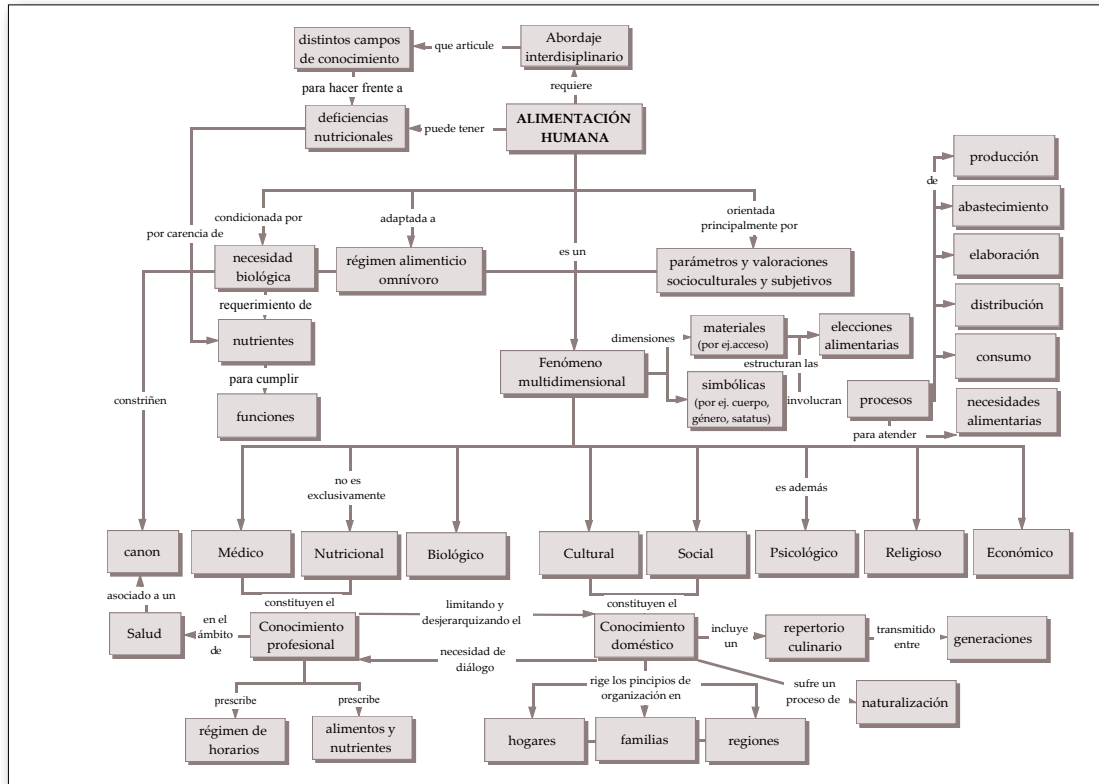 distintos campos
de conocimiento
que articule
Abordaje
interdisiplinario
para hacer frente a
requiere
deficiencias
nutricionales
puede tener
ALIMENTACIÓN
HUMANA
producción
de
abastecimiento
condicionada por
adaptada a
orientada
principalmente por
por carencia de
es un
necesidad
biológica
régimen alimenticio
omnívoro
parámetros y valoraciones
socioculturales y subjetivos
elaboración
requerimiento de
distribución
nutrientes
dimensiones
materiales
(por ej.acceso)
elecciones
alimentarias
consumo
Fenómeno
multidimensional
estructuran las
para cumplir
simbólicas
(por ej. cuerpo,
género, satatus)
involucran
procesos
necesidades
alimentarias
constriñen
funciones
para atender
no es
exclusivamente
es además
canon
Médico
Nutricional
Biológico
Cultural
Social
Psicológico
Religioso
Económico
asociado a un
constituyen el
limitando y
desjerarquizando el
constituyen el
Salud
en el
ámbito
de
Conocimiento
profesional
Conocimiento
doméstico
incluye
un
repertorio
culinario
transmitido
entre
generaciones
necesidad de
diálogo
rige los pincipios de
organización en
sufre un
proceso de
naturalización
prescribe
prescribe
régimen de
horarios
alimentos y
nutrientes
hogares
familias
regiones